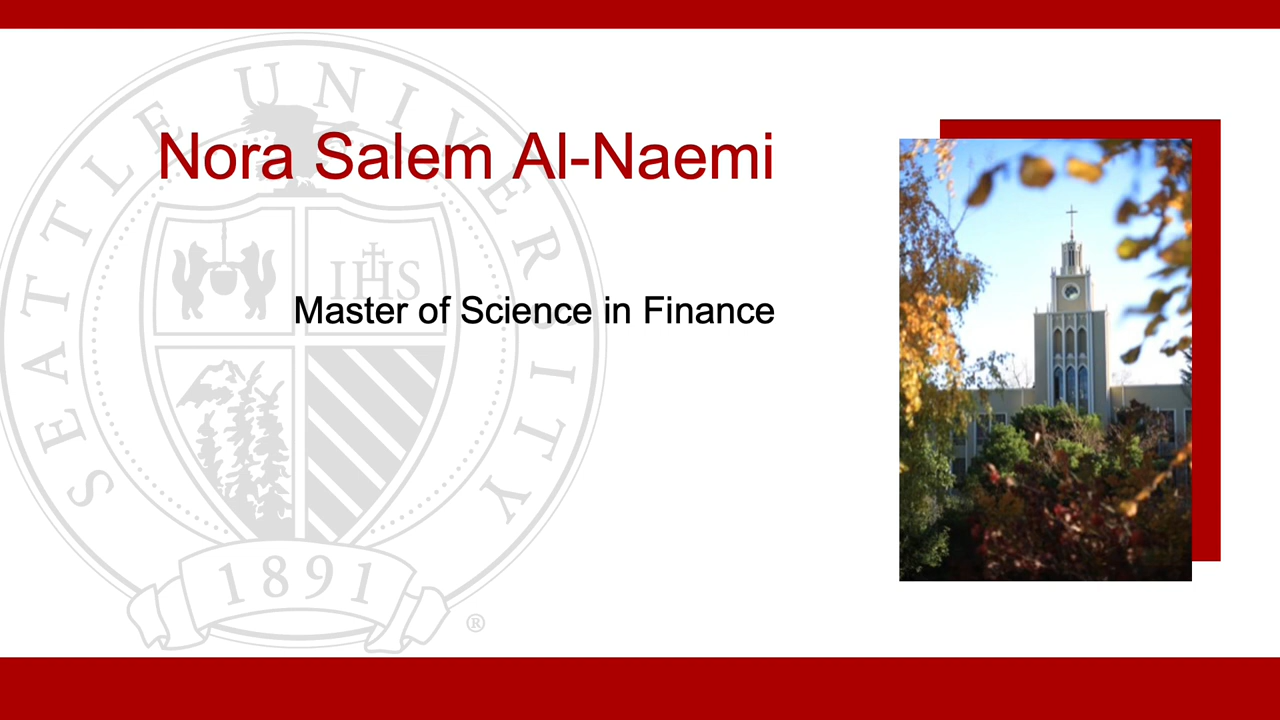 SEATTLE UNIVERSITY
Nora Salem Al-Naemi
IHS
Master of Science in Finance
1891
®